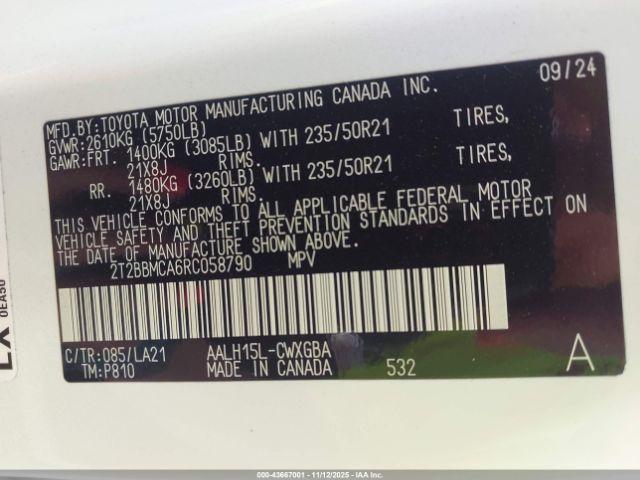 09/24
MFD.BY:TOYOTA MOTOR MANUFACTURING CANADA INC.
GVWR:2610KG (5750LB)
GAWR:FRT. 1400KG (3085LB) WITH 235/50R21 TIRES,
21X8J RIMS.
RR. 1480KG (3260LB) WITH 235/50R21 TIRES,
21X8J RIMS.
THIS VEHICLE CONFORMS TO ALL APPLICABLE FEDERAL MOTOR
VEHICLE SAFETY AND THEFT PREVENTION STANDARDS IN EFFECT ON
THE DATE OF MANUFACTURE SHOWN ABOVE.
2T2BBMCA6RC058790 MPV
C/TR:085/LA21 AALH15L-CWXGBA
TM:P810 MADE IN CANADA 532 A
0EA50
000-43667001 - 11/12/2025 - IAA Inc.